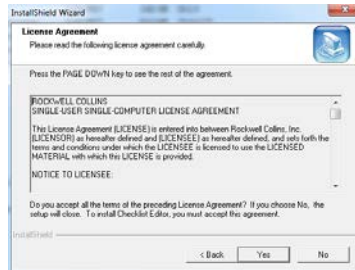 InstallShield Wizard
License Agreement
Please read the following license agreement carefully.
Press the PAGE DOWN key to see the rest of the agreement.
ROCKWELL COLLINS
SINGLE-USER SINGLE-COMPUTER LICENSE AGREEMENT
This License Agreement (LICENSE) is entered into between Rockwell Collins, Inc.
(LICENSOR) as hereafter defined and (LICENSEE) as hereafter defined, and sets forth the
terms and conditions under which the LICENSEE is licensed to use the LICENSED
MATERIAL with which this LICENSE is provided.
NOTICE TO LICENSEE:
Do you accept all the terms of the preceding License Agreement? If you choose No, the
setup will close. To install Checklist Editor, you must accept this agreement.
InstallShield
< Back
Yes
No